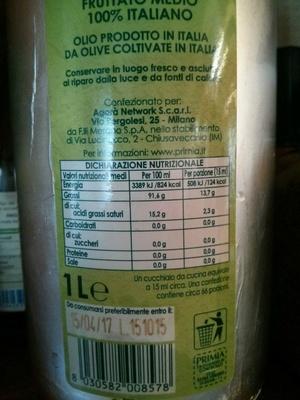 FRUTTATO MEDIO
100% ITALIANO
OLIO PRODOTTO IN ITALIA
DA OLIVE COLTIVATE IN ITALIA
Conservare in luogo fresco e asciutto
al riparo dalla luce e da fonti di calore
Confezionato per:
Agorà Network S.c.a r.l.
Via Pergolesi, 25 - Milano
da F.lli S.p.A. nello stabilimento
di Via 2 - Chiusavecchia (IM)
Per informazioni: www.primia.it
DICHIARAZIONE NUTRIZIONALE
Valori nutrizionali medi Per 100 ml Per porzione (15 ml)
Energia 3389 kJ /824 kcal 508 kJ /124 kcal
Grassi 91,6 g 13,7 g
di cui:
acidi grassi saturi 15,2 g 2,3 g
Carboidrati 0,0 g 0,0 g
di cui:
zuccheri 0,0 g 0,0 g
Proteine 0,0 g 0,0 g
Sale 0,0 g 0,0 g
1Le
Un cucchiaio da cucina equivale
a 15 ml circa. Una confezione
contiene circa 66 porzioni.
Da consumarsi preferibilmente entro il:
15/04/17 L.151015
PRIMIA
8 030582 008578